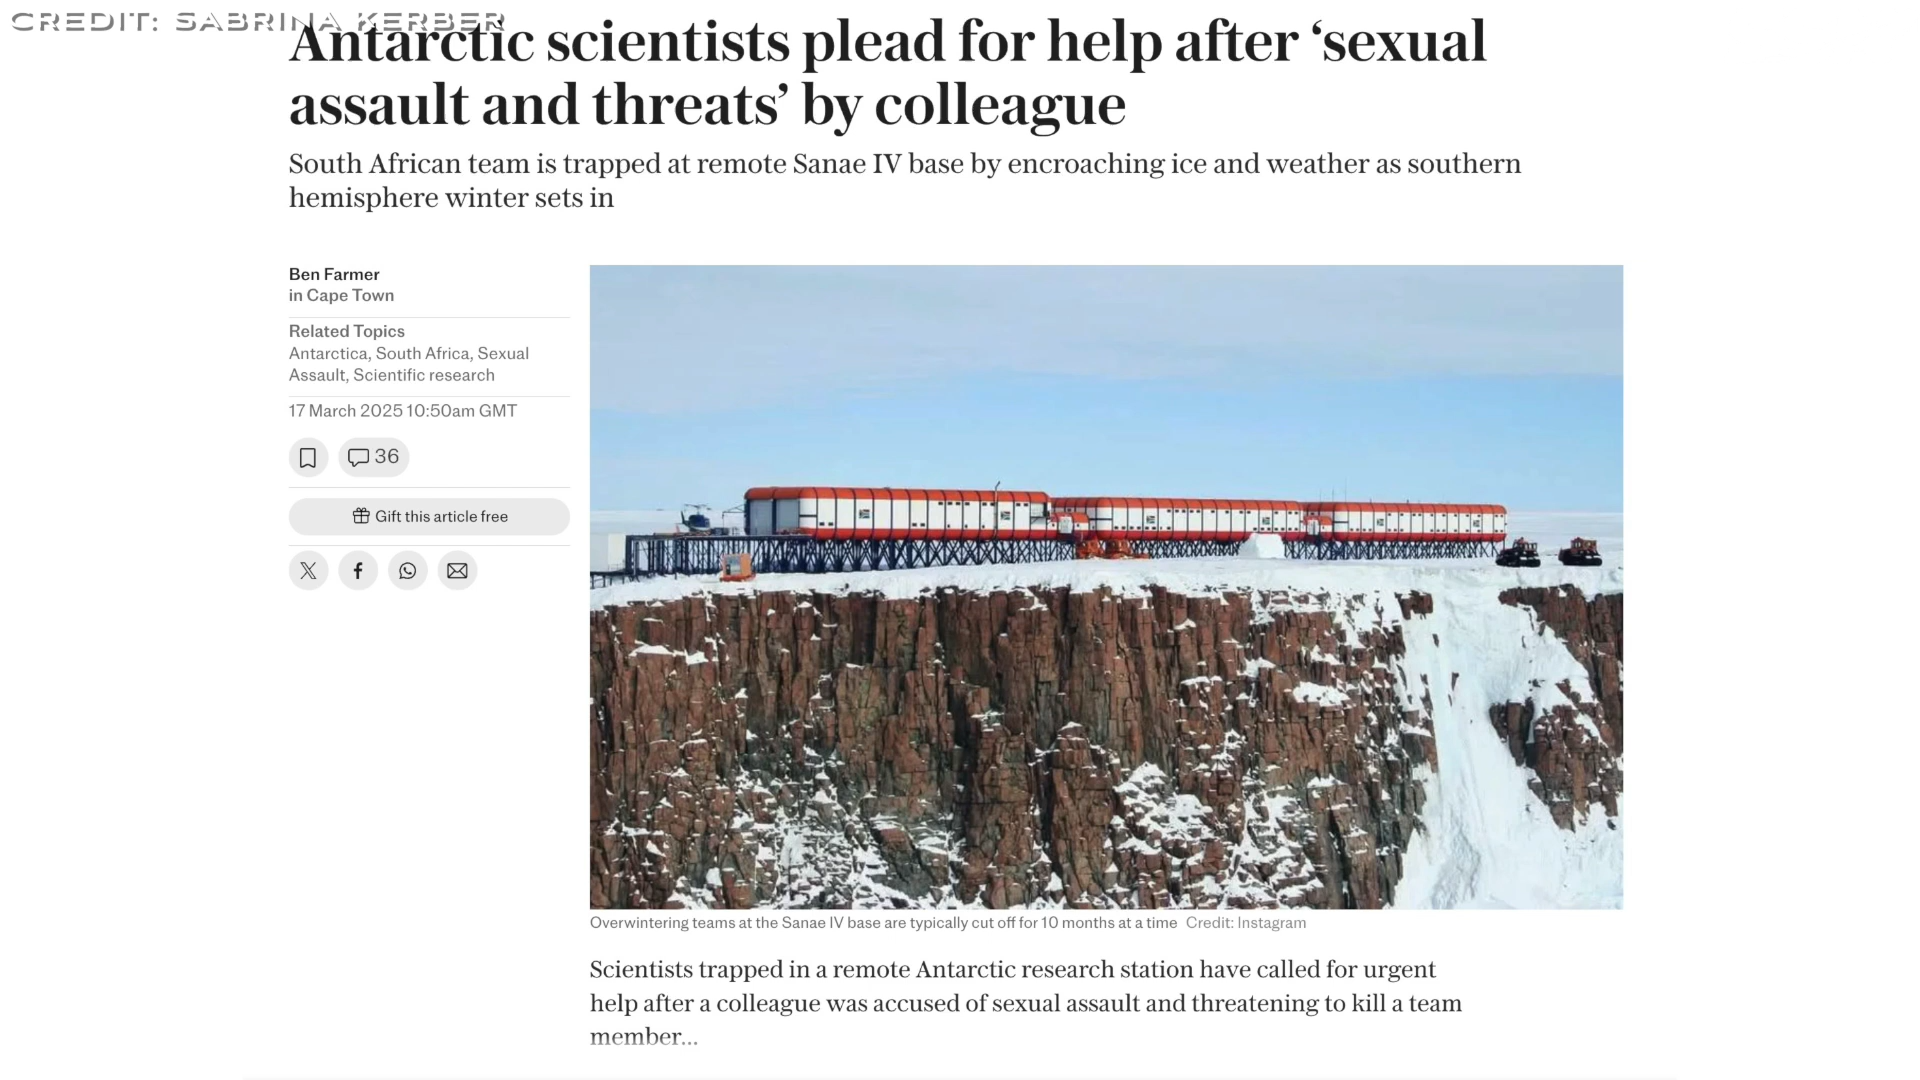 CREDIT: SABRINA KERBER
Antarctic scientists plead for help after ‘sexual
assault and threats’ by colleague
South African team is trapped at remote Sanae IV base by encroaching ice and weather as southern
hemisphere winter sets in
Ben Farmer
in Cape Town
Related Topics
Antarctica, South Africa, Sexual
Assault, Scientific research
17 March 2025 10:50am GMT
36
Gift this article free
Overwintering teams at the Sanae IV base are typically cut off for 10 months at a time Credit: Instagram
Scientists trapped in a remote Antarctic research station have called for urgent
help after a colleague was accused of sexual assault and threatening to kill a team
member...